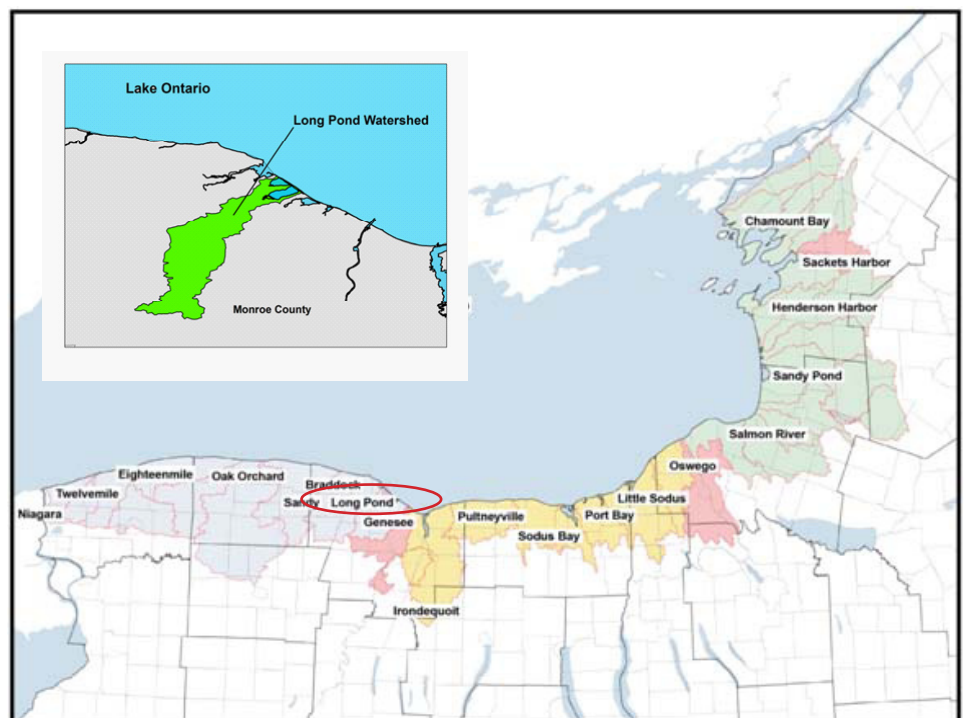 Lake Ontario
Long Pond Watershed
Monroe County
Chamount Bay
Sackets Harbor
Henderson Harbor
Sandy Pond
Salmon River
Oswego
Eighteenmile
Oak Orchard
Braddock
Twelvemile
Sandy
Long Pond
Little Sodus
Niagara
Genesee
Pultneyville
Port Bay
Sodus Bay
Irondequoit